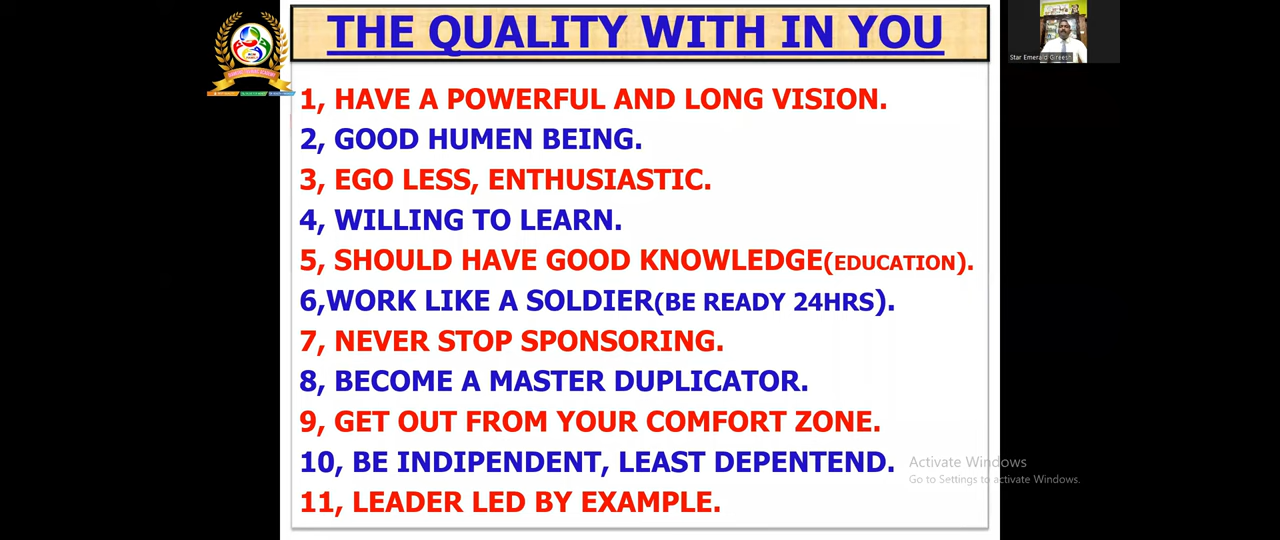 THE QUALITY WITH IN YOU
Star Emerald Gireesh
1, HAVE A POWERFUL AND LONG VISION.
2, GOOD HUMEN BEING.
3, EGO LESS, ENTHUSIASTIC.
4, WILLING TO LEARN.
5, SHOULD HAVE GOOD KNOWLEDGE(EDUCATION).
6,WORK LIKE A SOLDIER(BE READY 24HRS).
7, NEVER STOP SPONSORING.
8, BECOME A MASTER DUPLICATOR.
9, GET OUT FROM YOUR COMFORT ZONE.
10, BE INDIPENDENT, LEAST DEPENTEND.
Activate Windows
Go to Settings to activate Windows.
11, LEADER LED BY EXAMPLE.